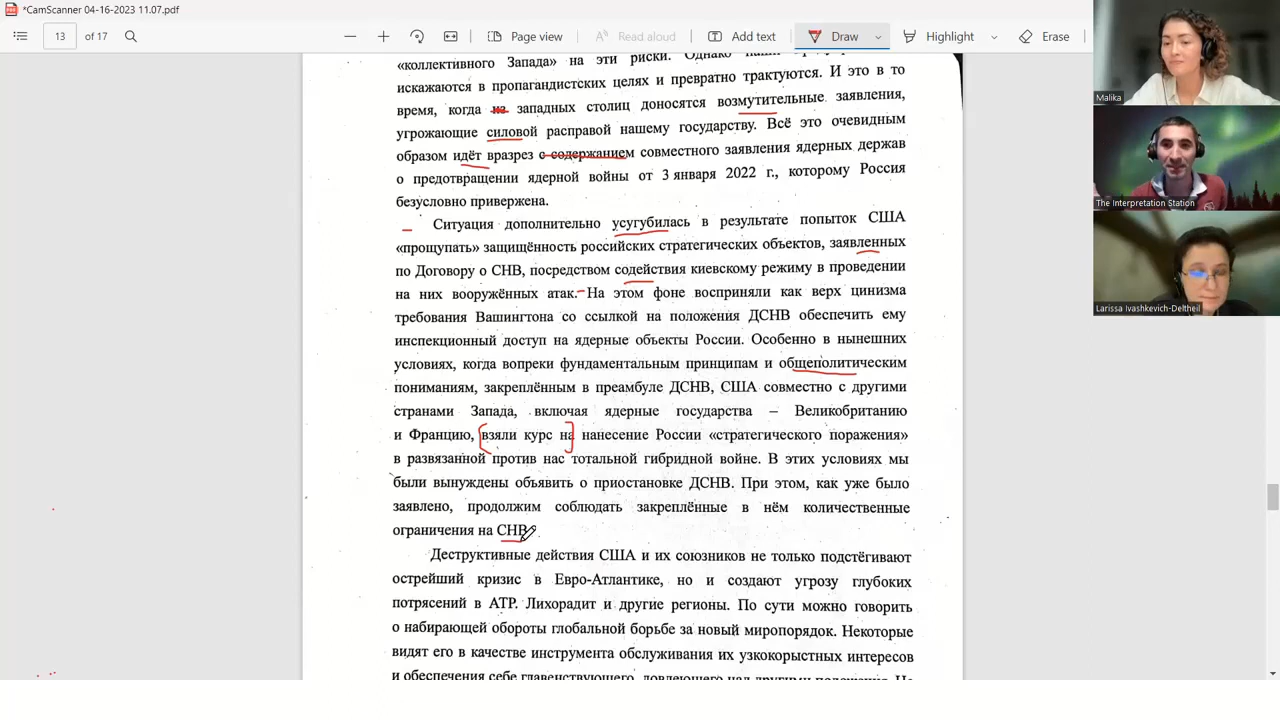 *CamScanner 04-16-2023 11.07.pdf
13 of 17 Page view Read aloud Add text Draw Highlight Erase
«коллективного Запада» на эти риски. Однако
искажаются в пропагандистских целях и превратно трактуются. И это в то
время, когда из западных столиц доносятся возмутительные заявления,
угрожающие силовой расправой нашему государству. Всё это очевидным
образом идёт вразрез с содержанием совместного заявления ядерных держав
о предотвращении ядерной войны от 3 января 2022 г., которому Россия
безусловно привержена.
Ситуация дополнительно усугубилась в результате попыток США
«прощупать» защищённость российских стратегических объектов, заявленных
по Договору о СНВ, посредством содействия киевскому режиму в проведении
на них вооружённых атак. На этом фоне восприняли как верх цинизма
требования Вашингтона со ссылкой на положения ДСНВ обеспечить ему
инспекционный доступ на ядерные объекты России. Особенно в нынешних
условиях, когда вопреки фундаментальным принципам и общеполитическим
пониманиям, закреплённым в преамбуле ДСНВ, США совместно с другими
странами Запада, включая ядерные государства – Великобританию
и Францию, взяли курс на нанесение России «стратегического поражения»
в развязанной против нас тотальной гибридной войне. В этих условиях мы
были вынуждены объявить о приостановке ДСНВ. При этом, как уже было
заявлено, продолжим соблюдать закреплённые в нём количественные
ограничения на СНВ
Деструктивные действия США и их союзников не только подстёгивают
острейший кризис в Евро-Атлантике, но и создают угрозу глубоких
потрясений в АТР. Лихорадит и другие регионы. По сути можно говорить
о набирающей обороты глобальной борьбе за новый миропорядок. Некоторые
видят его в качестве инструмента обслуживания их узкокорыстных интересов
и обеспечения себе главенствующего, довлеющего над другими положения. Не
Malika
The Interpretation Station
Larissa Ivashkevich-Deltheil